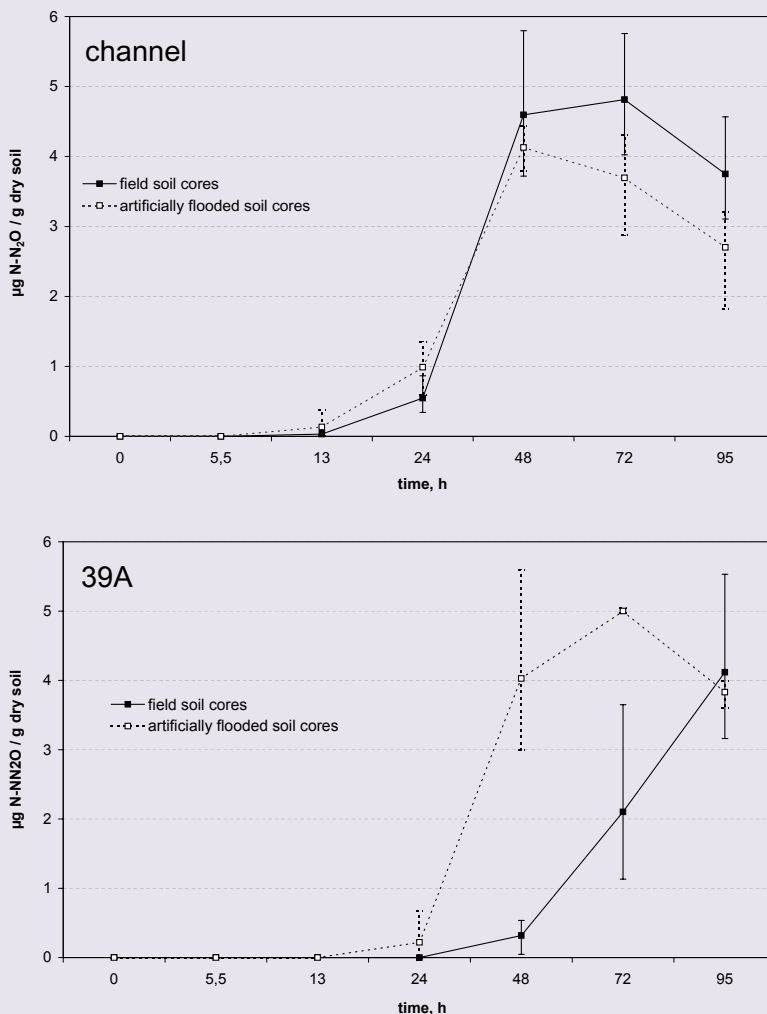 channel
6
5
4
3
2
1
0
µg N-N₂O / g dry soil
field soil cores
artificially flooded soil cores
0 5,5 13 24 48 72 95
time, h
39A
6
5
4
3
2
1
0
µg N-NN2O / g dry soil
field soil cores
artificially flooded soil cores
0 5,5 13 24 48 72 95
time, h